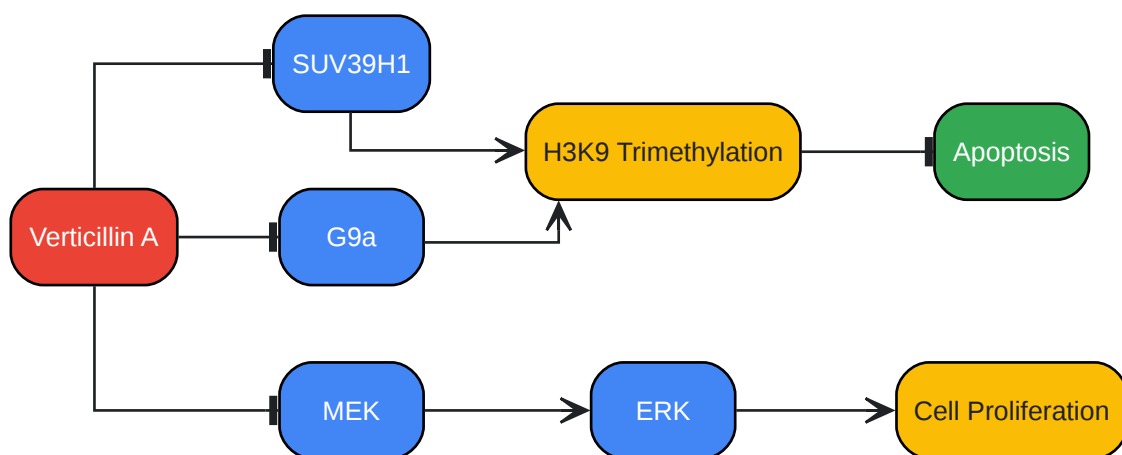 SUV39H1
H3K9 Trimethylation
Apoptosis
Verticillin A
G9a
MEK
ERK
Cell Proliferation